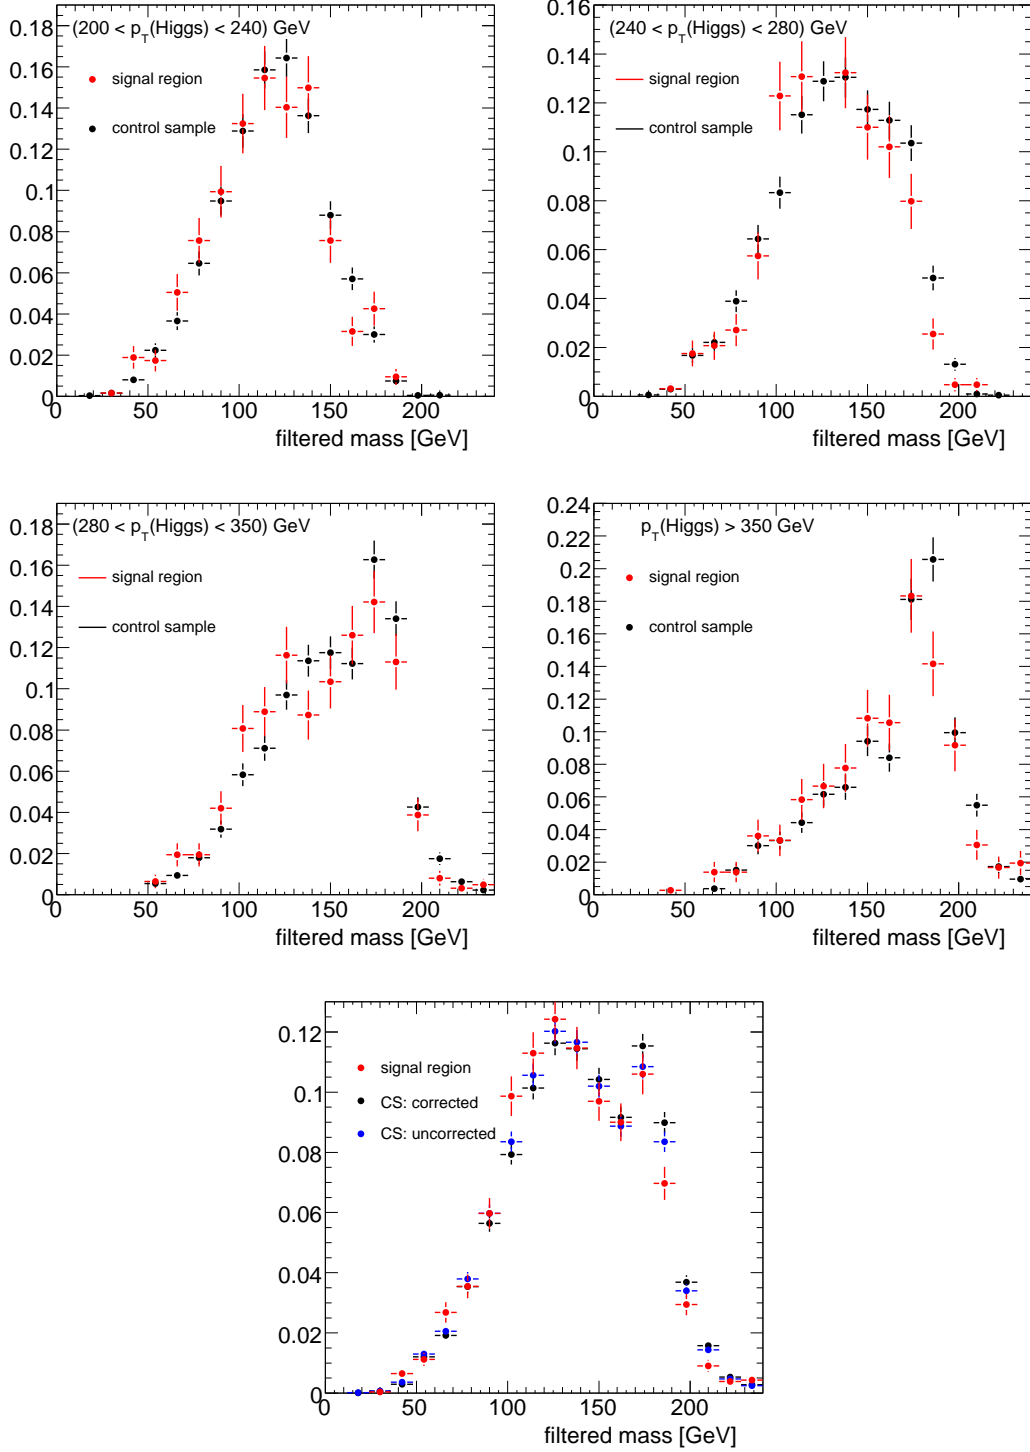 (200 < p_T(Higgs) < 240) GeV
signal region
control sample
0.18
0.16
0.14
0.12
0.1
0.08
0.06
0.04
0.02
0
0 50 100 150 200
filtered mass [GeV]
(240 < p_T(Higgs) < 280) GeV
signal region
control sample
0.16
0.14
0.12
0.1
0.08
0.06
0.04
0.02
0
0 50 100 150 200
filtered mass [GeV]
(280 < p_T(Higgs) < 350) GeV
signal region
control sample
0.18
0.16
0.14
0.12
0.1
0.08
0.06
0.04
0.02
0
0 50 100 150 200
filtered mass [GeV]
p_T(Higgs) > 350 GeV
signal region
control sample
0.24
0.22
0.2
0.18
0.16
0.14
0.12
0.1
0.08
0.06
0.04
0.02
0
0 50 100 150 200
filtered mass [GeV]
signal region
CS: corrected
CS: uncorrected
0.12
0.1
0.08
0.06
0.04
0.02
0
0 50 100 150 200
filtered mass [GeV]